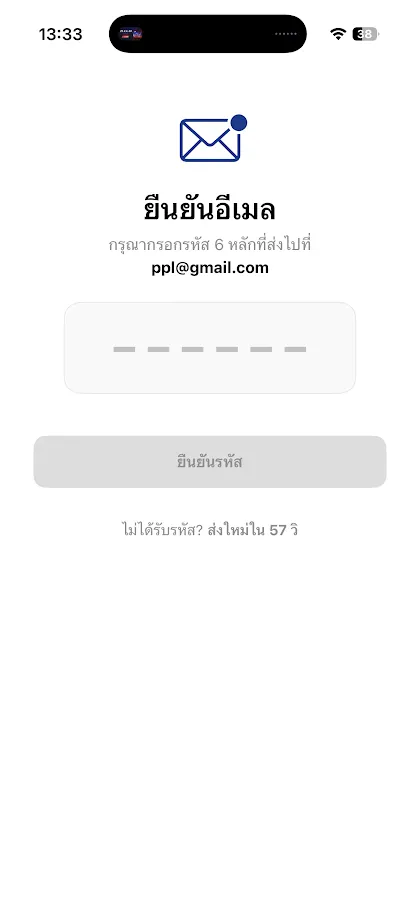 13:33
38
ยืนยันอีเมล
กรุณากรอกรหัส 6 หลักที่ส่งไปที่
ppl@gmail.com
ยืนยันรหัส
ไม่ได้รับรหัส? ส่งใหม่ใน 57 วิ